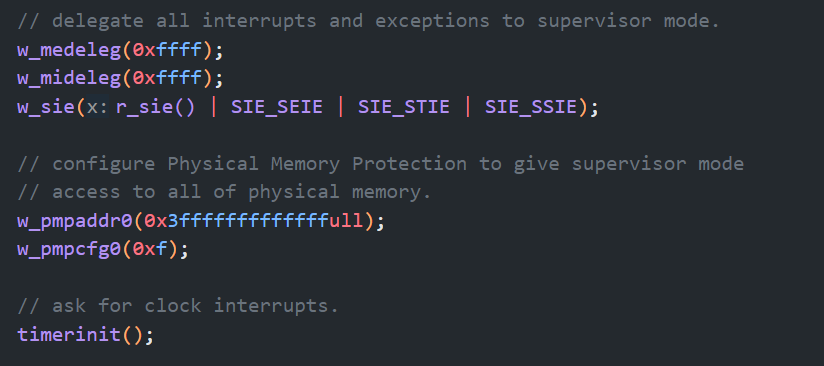 // delegate all interrupts and exceptions to supervisor mode.
w_medeleg(0xffff);
w_mideleg(0xffff);
w_sie(x: r_sie() | SIE_SEIE | SIE_STIE | SIE_SSIE);
// configure Physical Memory Protection to give supervisor mode
// access to all of physical memory.
w_pmpaddr0(0x3fffffffffffffull);
w_pmpcfg0(0xf);
// ask for clock interrupts.
timerinit();